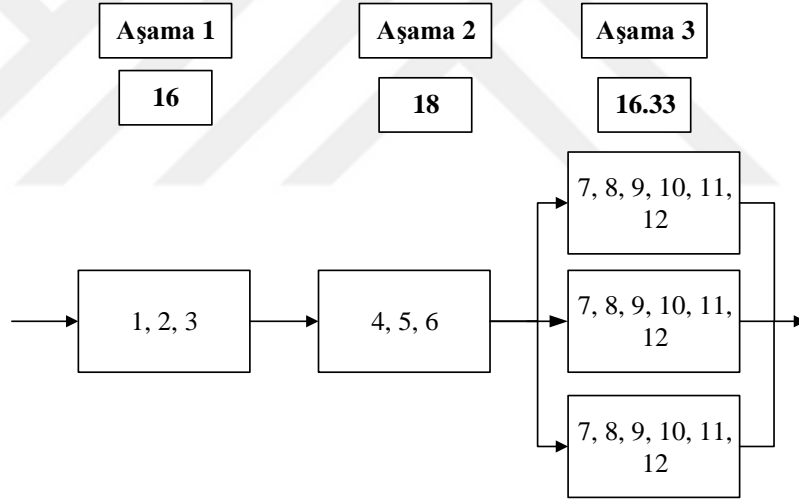 Aşama 1
Aşama 2
Aşama 3
16
18
16.33
7, 8, 9, 10, 11,
12
1, 2, 3
4, 5, 6
7, 8, 9, 10, 11,
12
7, 8, 9, 10, 11,
12